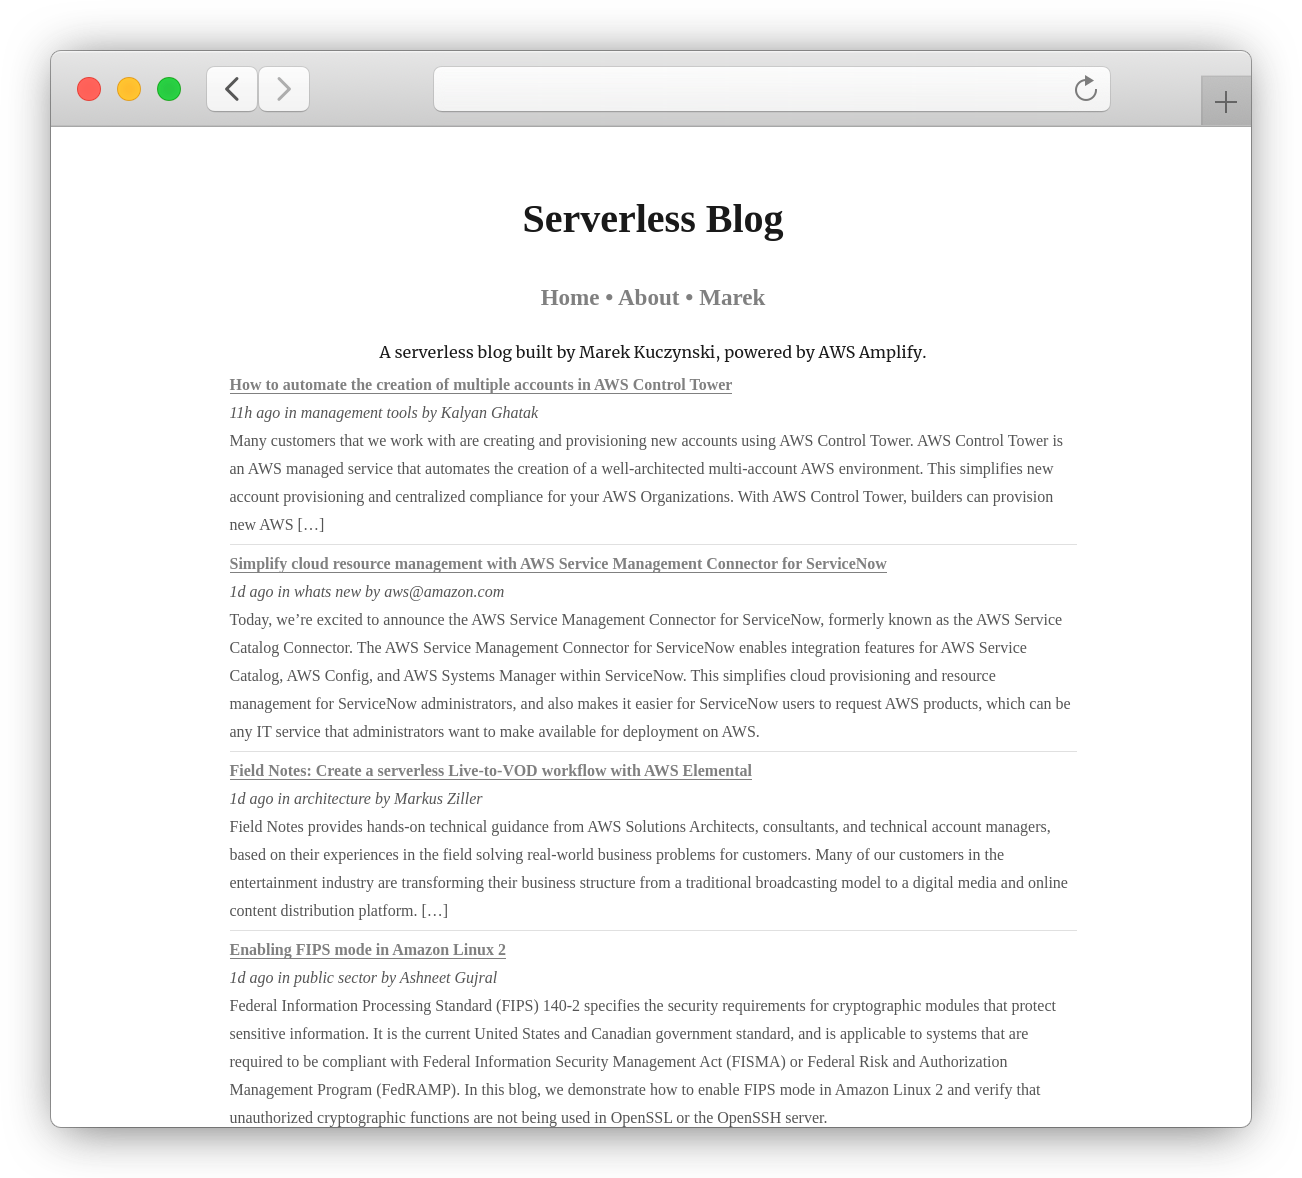 Serverless Blog
Home • About • Marek
A serverless blog built by Marek Kuczynski, powered by AWS Amplify.
How to automate the creation of multiple accounts in AWS Control Tower
11h ago in management tools by Kalyan Ghatak
Many customers that we work with are creating and provisioning new accounts using AWS Control Tower. AWS Control Tower is
an AWS managed service that automates the creation of a well-architected multi-account AWS environment. This simplifies new
account provisioning and centralized compliance for your AWS Organizations. With AWS Control Tower, builders can provision
new AWS […]
Simplify cloud resource management with AWS Service Management Connector for ServiceNow
1d ago in whats new by aws@amazon.com
Today, we’re excited to announce the AWS Service Management Connector for ServiceNow, formerly known as the AWS Service
Catalog Connector. The AWS Service Management Connector for ServiceNow enables integration features for AWS Service
Catalog, AWS Config, and AWS Systems Manager within ServiceNow. This simplifies cloud provisioning and resource
management for ServiceNow administrators, and also makes it easier for ServiceNow users to request AWS products, which can be
any IT service that administrators want to make available for deployment on AWS.
Field Notes: Create a serverless Live-to-VOD workflow with AWS Elemental
1d ago in architecture by Markus Ziller
Field Notes provides hands-on technical guidance from AWS Solutions Architects, consultants, and technical account managers,
based on their experiences in the field solving real-world business problems for customers. Many of our customers in the
entertainment industry are transforming their business structure from a traditional broadcasting model to a digital media and online
content distribution platform. […]
Enabling FIPS mode in Amazon Linux 2
1d ago in public sector by Ashneet Gujral
Federal Information Processing Standard (FIPS) 140-2 specifies the security requirements for cryptographic modules that protect
sensitive information. It is the current United States and Canadian government standard, and is applicable to systems that are
required to be compliant with Federal Information Security Management Act (FISMA) or Federal Risk and Authorization
Management Program (FedRAMP). In this blog, we demonstrate how to enable FIPS mode in Amazon Linux 2 and verify that
unauthorized cryptographic functions are not being used in OpenSSL or the OpenSSH server.